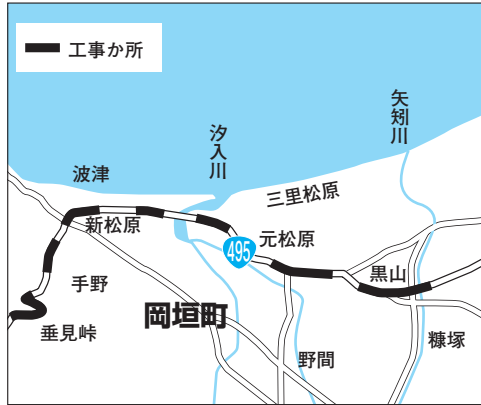 工事か所
矢矧川
汐入川
波津
三里松原
新松原
元松原
495
黒山
手野
岡垣町
垂見峠
野間
糠塚